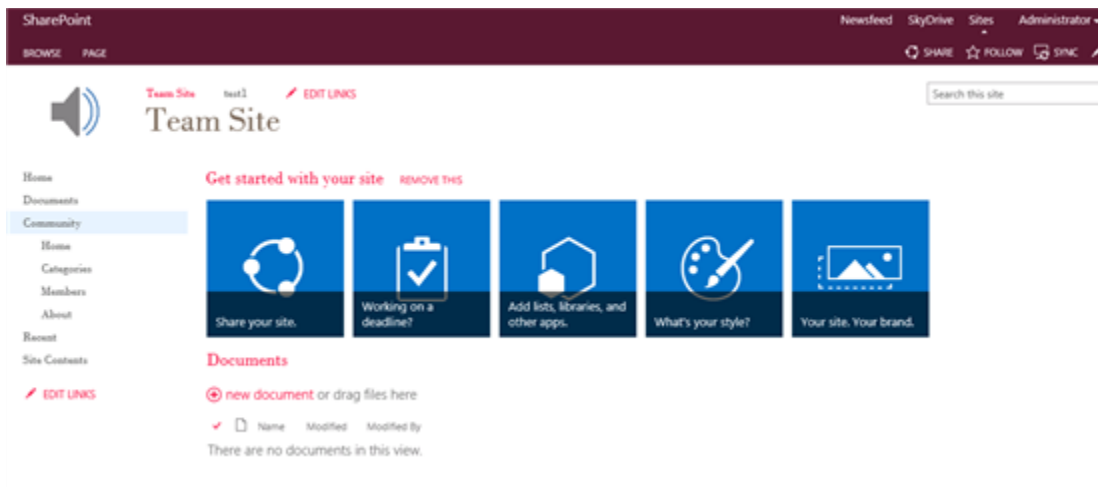 SharePoint
Newsfeed SkyDrive Sites Administrator
BROWSE PAGE
SHARE FOLLOW SYNC
Team Site test1 EDIT LINKS
Search this site
Team Site
Home
Documents
Community
Home
Categories
Members
About
Recent
Site Contents
EDIT LINKS
Get started with your site REMOVE THIS
Share your site.
Working on a
deadline?
Add lists, libraries, and
other apps.
What's your style?
Your site. Your brand.
Documents
new document or drag files here
Name Modified Modified By
There are no documents in this view.